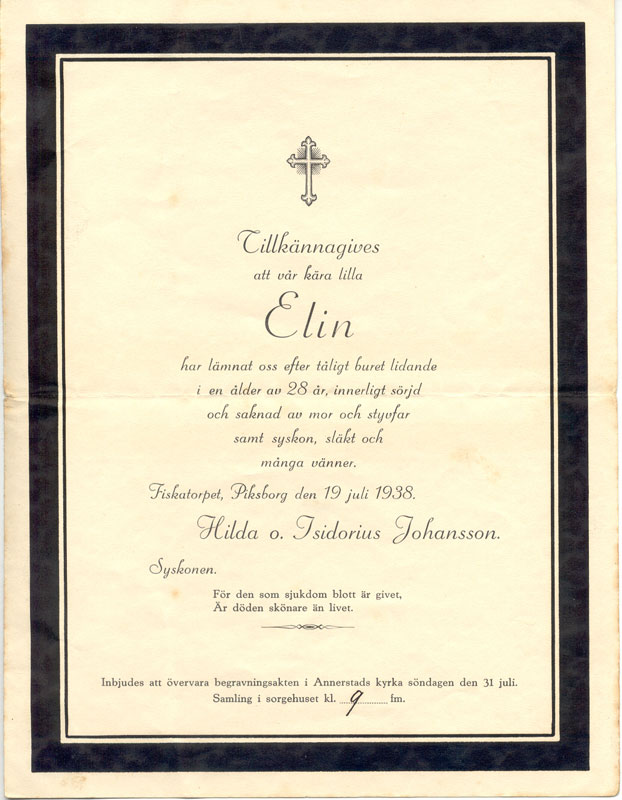 Tillkännagives
att vår kära lilla
Elin
har lämnat oss efter tåligt buret lidande
i en ålder av 28 år, innerligt sörjd
och saknad av mor och styvfar
samt syskon, släkt och
många vänner.
Fiskatorpet, Piksborg den 19 juli 1938.
Hilda o. Isidorius Johansson.
Syskonen.
För den som sjukdom blott är givet,
Är döden skönare än livet.
Inbjudes att övervara begravningsakten i Annerstads kyrka söndagen den 31 juli.
Samling i sorgehuset kl. 9 fm.